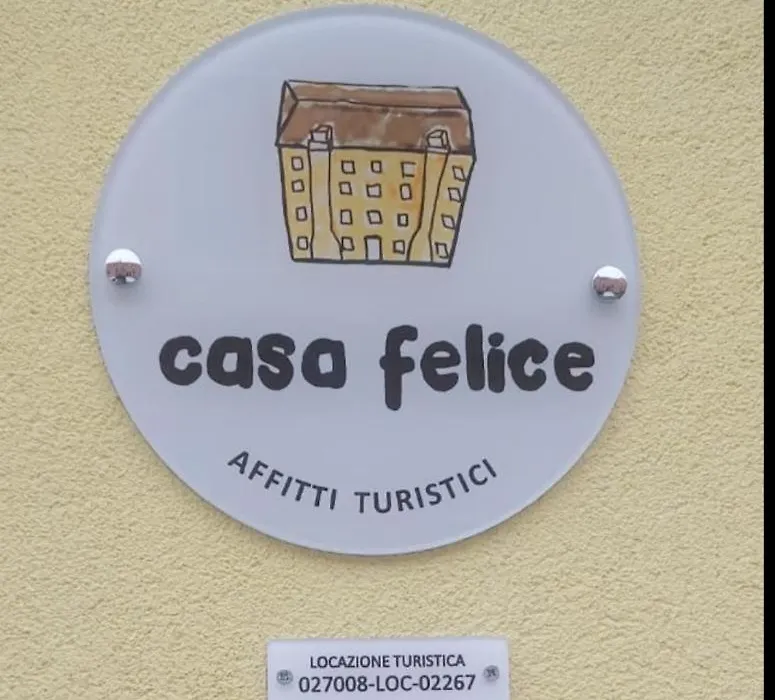 casa felice
AFFITTI TURISTICI
LOCAZIONE TURISTICA
027008-LOC-02267